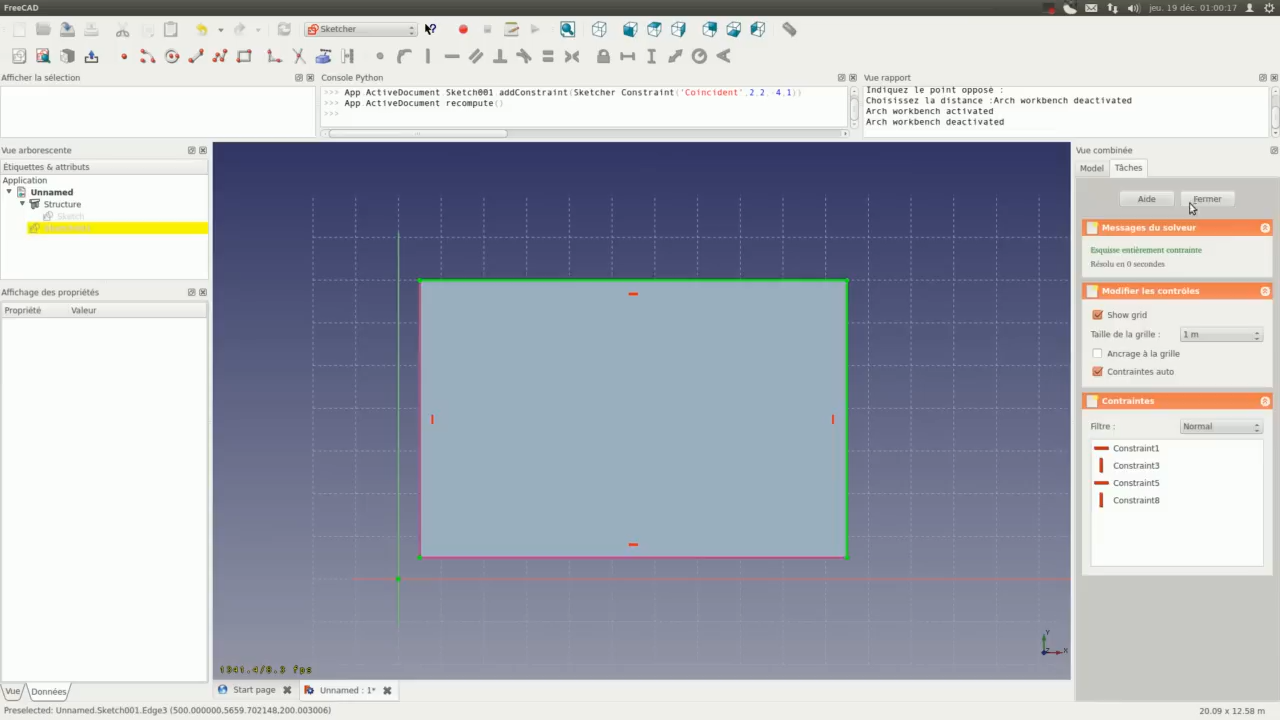 FreeCAD
jeu. 19 déc. 01:00:17
Sketcher
Afficher la sélection
Console Python
Vue rapport
>>> App ActiveDocument Sketch001 addConstraint(Sketcher Constraint('Coincident',2,2,-4,1))
>>> App ActiveDocument recompute()
>>>
Indiquez le point opposé :
Choisissez la distance :Arch workbench deactivated
Arch workbench activated
Arch workbench deactivated
Vue arborescente
Étiquettes & attributs
Application
Unnamed
Structure
Sketch
Affichage des propriétés
Propriété Valeur
Vue combinée
Model Tâches
Aide Fermer
Messages du solveur
Esquisse entièrement contrainte
Résolu en 0 secondes
Modifier les contrôles
Show grid
Taille de la grille : 1 m
Ancrage à la grille
Contraintes auto
Contraintes
Filtre : Normal
Constraint1
Constraint3
Constraint5
Constraint8
Y
Z
X
1341.4/8.3 fps
Vue Données
Start page
Unnamed : 1*
Preselected: Unnamed.Sketch001.Edge3 (500.000000,5659.702148,200.003006)
20.09 x 12.58 m